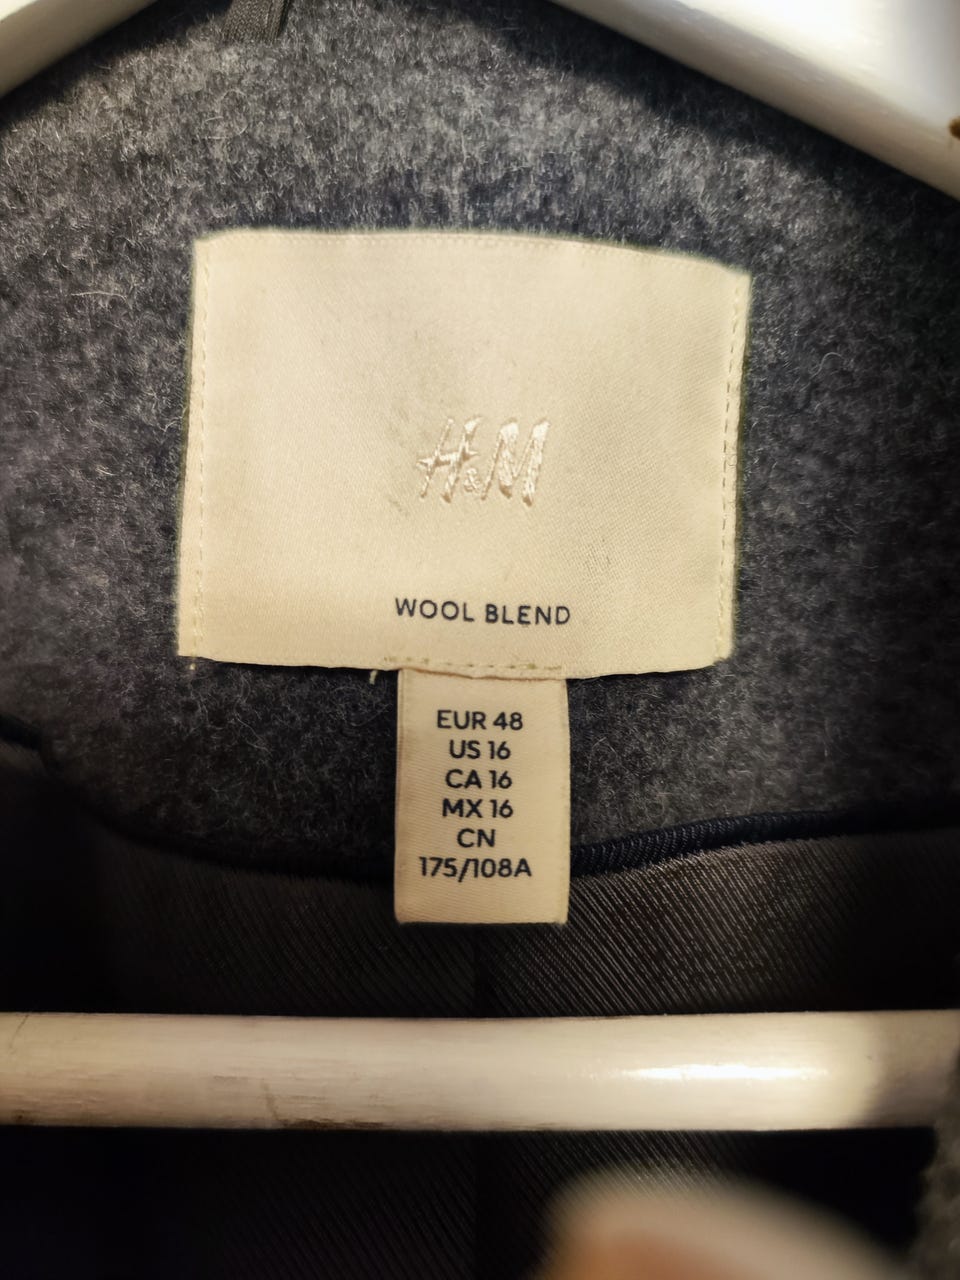 H&M
WOOL BLEND
EUR 48
US 16
CA 16
MX 16
CN
175/108A